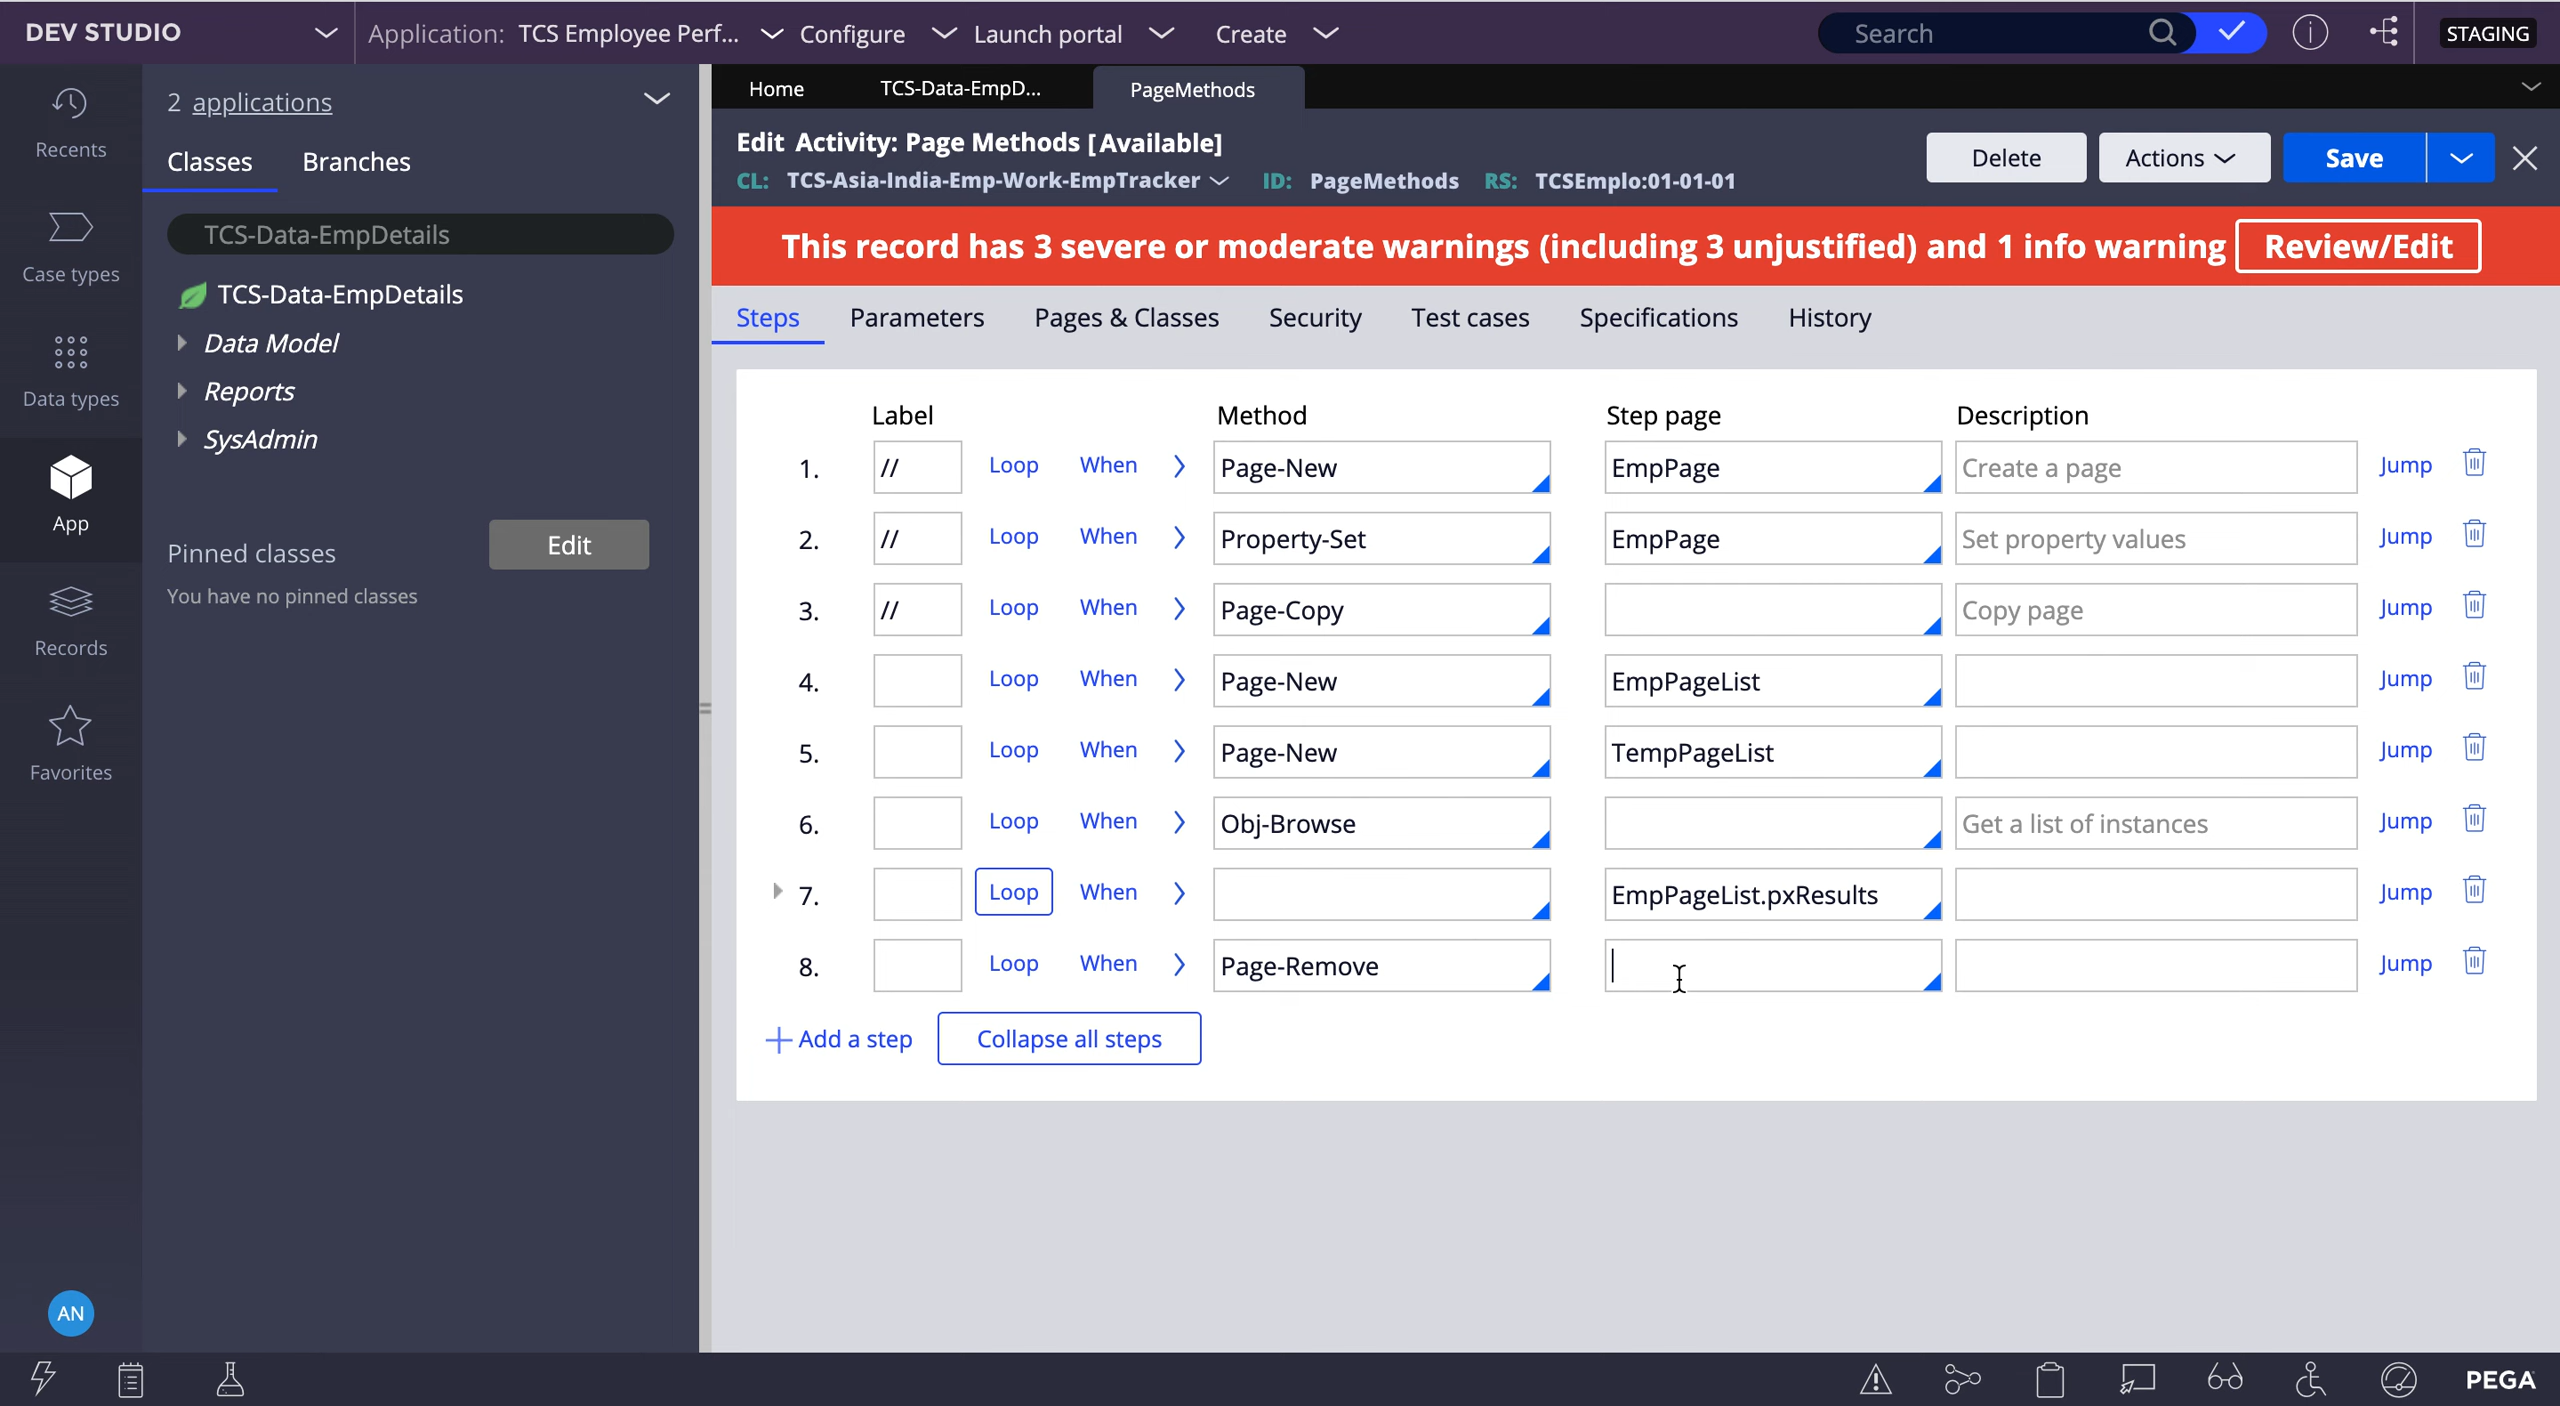 DEV STUDIO Application: TCS Employee Perf... Configure Launch portal Create Search STAGING
Recents
Case types
Data types
App
Records
Favorites
AN
2 applications
Classes Branches
TCS-Data-EmpDetails
TCS-Data-EmpDetails
Data Model
Reports
SysAdmin
Pinned classes Edit
You have no pinned classes
Home TCS-Data-EmpD... PageMethods
Edit Activity: Page Methods [Available]
CL: TCS-Asia-India-Emp-Work-EmpTracker ID: PageMethods RS: TCSEmplo:01-01-01
Delete Actions Save
This record has 3 severe or moderate warnings (including 3 unjustified) and 1 info warning Review/Edit
Steps Parameters Pages & Classes Security Test cases Specifications History
Label Method Step page Description
1. // Loop When Page-New EmpPage Create a page Jump
2. // Loop When Property-Set EmpPage Set property values Jump
3. // Loop When Page-Copy Copy page Jump
4. Loop When Page-New EmpPageList Jump
5. Loop When Page-New TempPageList Jump
6. Loop When Obj-Browse Get a list of instances Jump
7. Loop When EmpPageList.pxResults Jump
8. Loop When Page-Remove Jump
Add a step Collapse all steps
PEGA